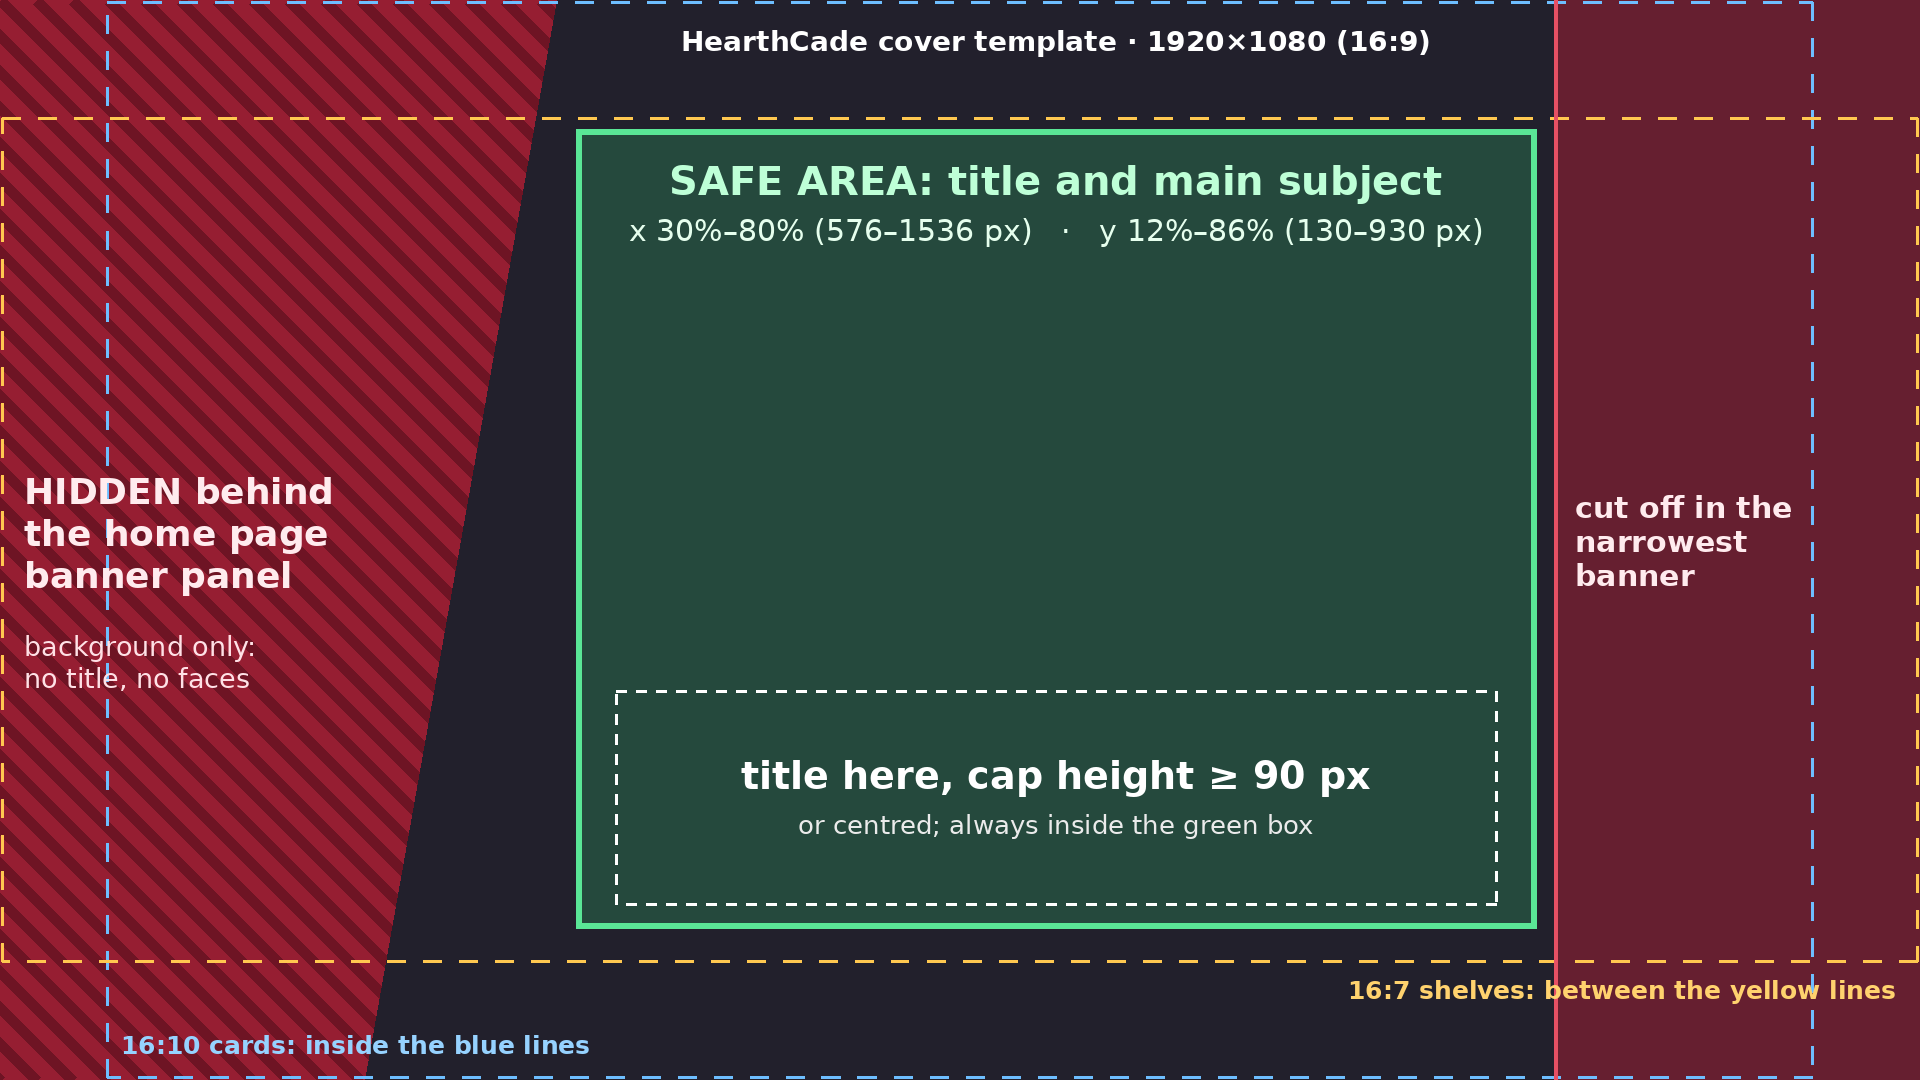 HearthCade cover template · 1920×1080 (16:9)
SAFE AREA: title and main subject
x 30%–80% (576–1536 px)   ·   y 12%–86% (130–930 px)
HIDDEN behind
the home page
banner panel
background only:
no title, no faces
cut off in the
narrowest
banner
title here, cap height ≥ 90 px
or centred; always inside the green box
16:7 shelves: between the yellow lines
16:10 cards: inside the blue lines